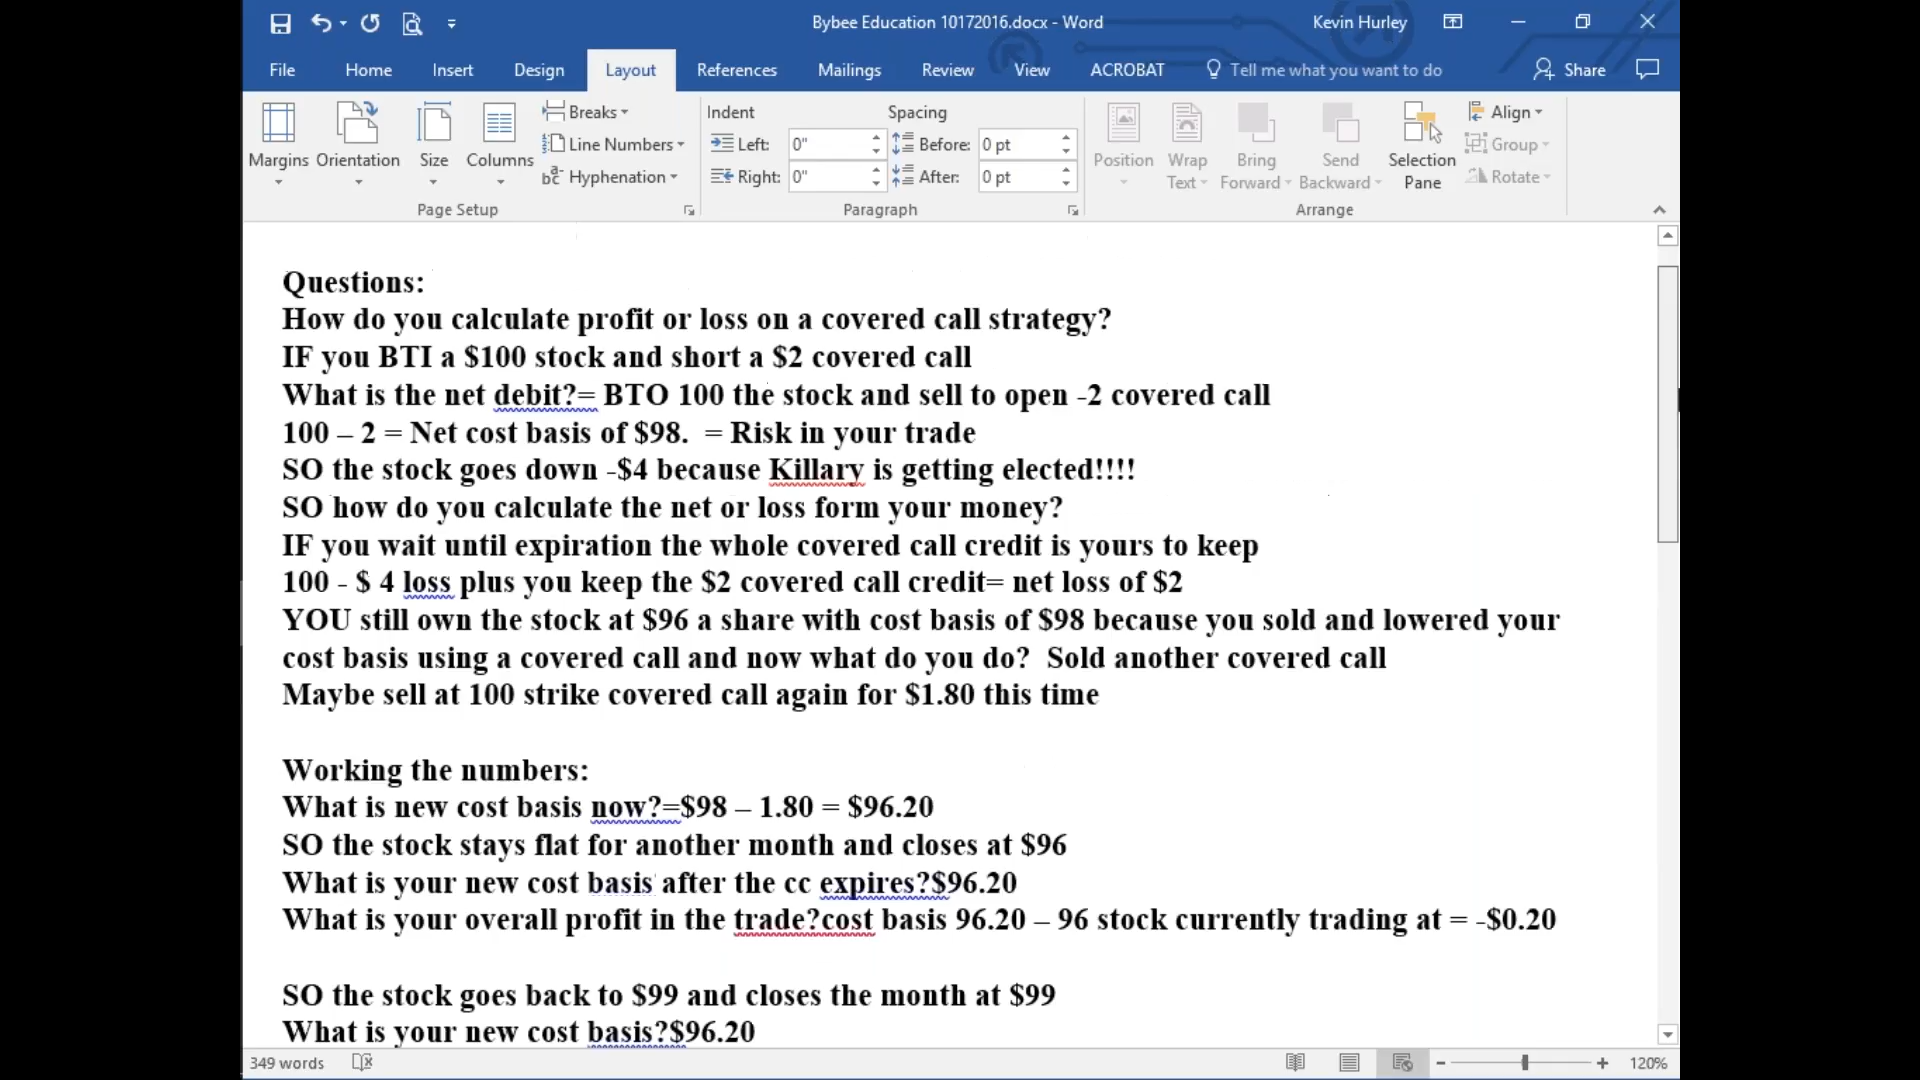 Bybee Education 10172016.docx - Word
Kevin Hurley
File Home Insert Design Layout References Mailings Review View ACROBAT Tell me what you want to do Share
Margins Orientation Size Columns
Breaks
Line Numbers
Hyphenation
Page Setup
Indent Spacing
Left: 0" Before: 0 pt
Right: 0" After: 0 pt
Paragraph
Position Wrap Text Bring Forward Send Backward Selection Pane
Align
Group
Rotate
Arrange
Questions:
How do you calculate profit or loss on a covered call strategy?
IF you BTI a $100 stock and short a $2 covered call
What is the net debit?= BTO 100 the stock and sell to open -2 covered call
100 – 2 = Net cost basis of $98. = Risk in your trade
SO the stock goes down -$4 because Killary is getting elected!!!!
SO how do you calculate the net or loss form your money?
IF you wait until expiration the whole covered call credit is yours to keep
100 - $ 4 loss plus you keep the $2 covered call credit= net loss of $2
YOU still own the stock at $96 a share with cost basis of $98 because you sold and lowered your
cost basis using a covered call and now what do you do? Sold another covered call
Maybe sell at 100 strike covered call again for $1.80 this time
Working the numbers:
What is new cost basis now?=$98 – 1.80 = $96.20
SO the stock stays flat for another month and closes at $96
What is your new cost basis after the cc expires?$96.20
What is your overall profit in the trade?cost basis 96.20 – 96 stock currently trading at = -$0.20
SO the stock goes back to $99 and closes the month at $99
What is your new cost basis?$96.20
349 words
120%